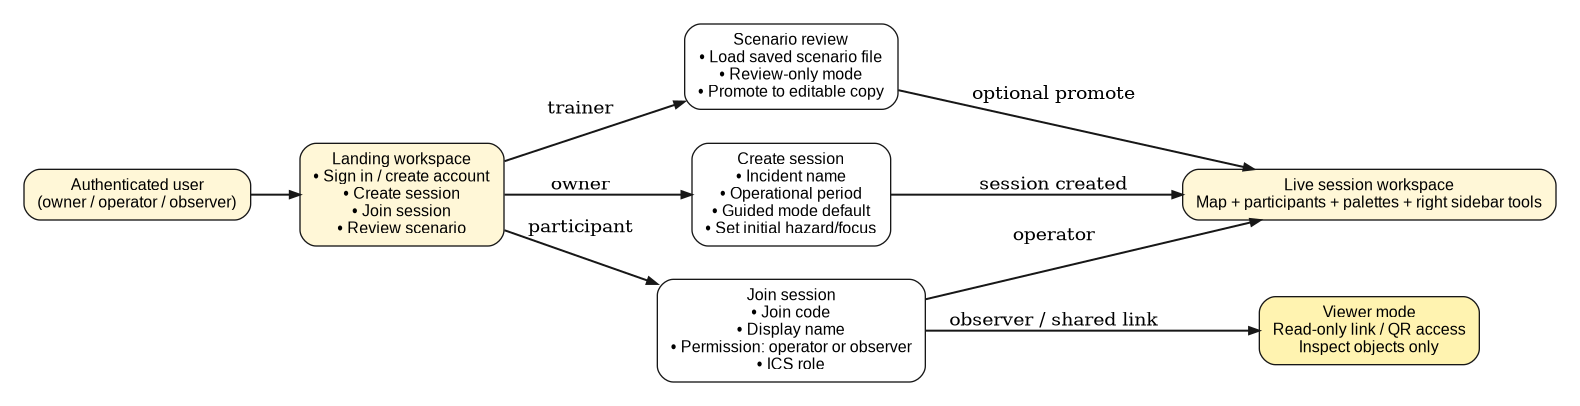 Authenticated user
(owner / operator / observer)
Landing workspace
• Sign in / create account
• Create session
• Join session
• Review scenario
trainer
owner
participant
Scenario review
• Load saved scenario file
• Review-only mode
• Promote to editable copy
Create session
• Incident name
• Operational period
• Guided mode default
• Set initial hazard/focus
Join session
• Join code
• Display name
• Permission: operator or observer
• ICS role
optional promote
session created
operator
observer / shared link
Live session workspace
Map + participants + palettes + right sidebar tools
Viewer mode
Read-only link / QR access
Inspect objects only